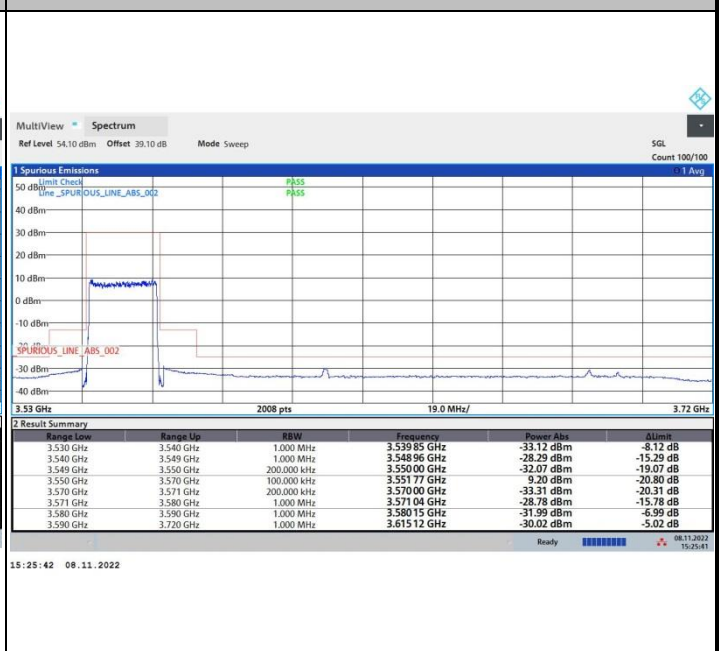 MultiView Spectrum
Ref Level 54.10 dBm Offset 39.10 dB Mode Sweep SGL
Count 100/100
1 Spurious Emissions 1 Avg
Limit Check PASS
50 dBm
Line _SPURIOUS_LINE_ABS_002 PASS
40 dBm
30 dBm
20 dBm
10 dBm
0 dBm
-10 dBm
-20 dBm
SPURIOUS_LINE_ABS_002
-30 dBm
-40 dBm
3.53 GHz 2008 pts 19.0 MHz/ 3.72 GHz
2 Result Summary
Range Low Range Up RBW Frequency Power Abs ΔLimit
3.530 GHz 3.540 GHz 1.000 MHz 3.539 85 GHz -33.12 dBm -8.12 dB
3.540 GHz 3.549 GHz 1.000 MHz 3.548 96 GHz -28.29 dBm -15.29 dB
3.549 GHz 3.550 GHz 200.000 kHz 3.550 00 GHz -32.07 dBm -19.07 dB
3.550 GHz 3.570 GHz 100.000 kHz 3.551 77 GHz 9.20 dBm -20.80 dB
3.570 GHz 3.571 GHz 200.000 kHz 3.570 00 GHz -33.31 dBm -20.31 dB
3.571 GHz 3.580 GHz 1.000 MHz 3.571 04 GHz -28.78 dBm -15.78 dB
3.580 GHz 3.590 GHz 1.000 MHz 3.580 15 GHz -31.99 dBm -6.99 dB
3.590 GHz 3.720 GHz 1.000 MHz 3.615 12 GHz -30.02 dBm -5.02 dB
Ready 08.11.2022
15:25:41
15:25:42 08.11.2022